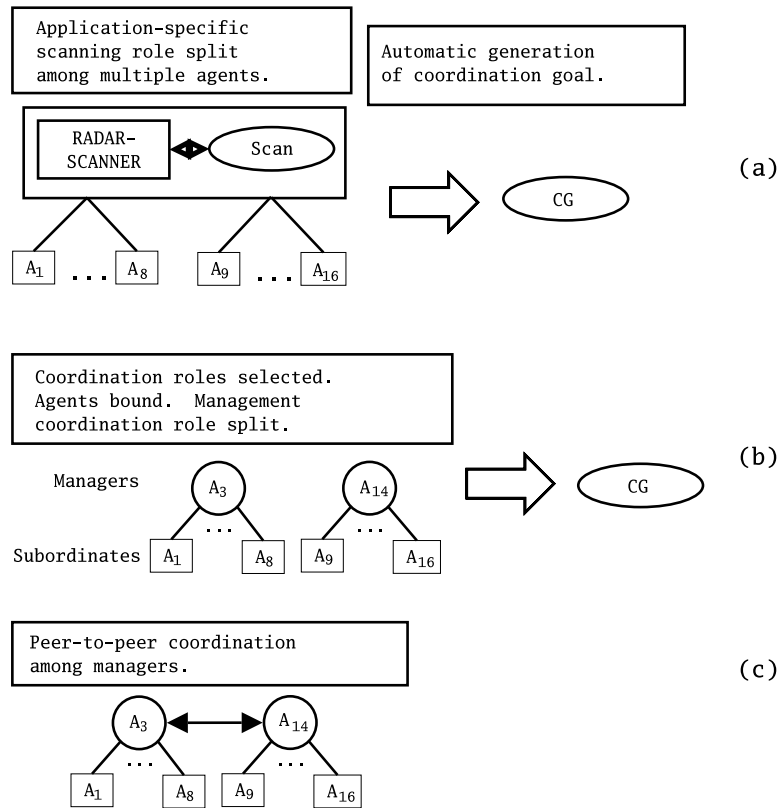 Application-specific
scanning role split
among multiple agents.
Automatic generation
of coordination goal.
RADAR-
SCANNER
Scan
(a)
CG
A1 ... A8 A9 ... A16
Coordination roles selected.
Agents bound. Management
coordination role split.
(b)
Managers A3 A14
CG
... ...
Subordinates A1 A8 A9 A16
Peer-to-peer coordination
among managers.
(c)
A3 A14
... ...
A1 A8 A9 A16